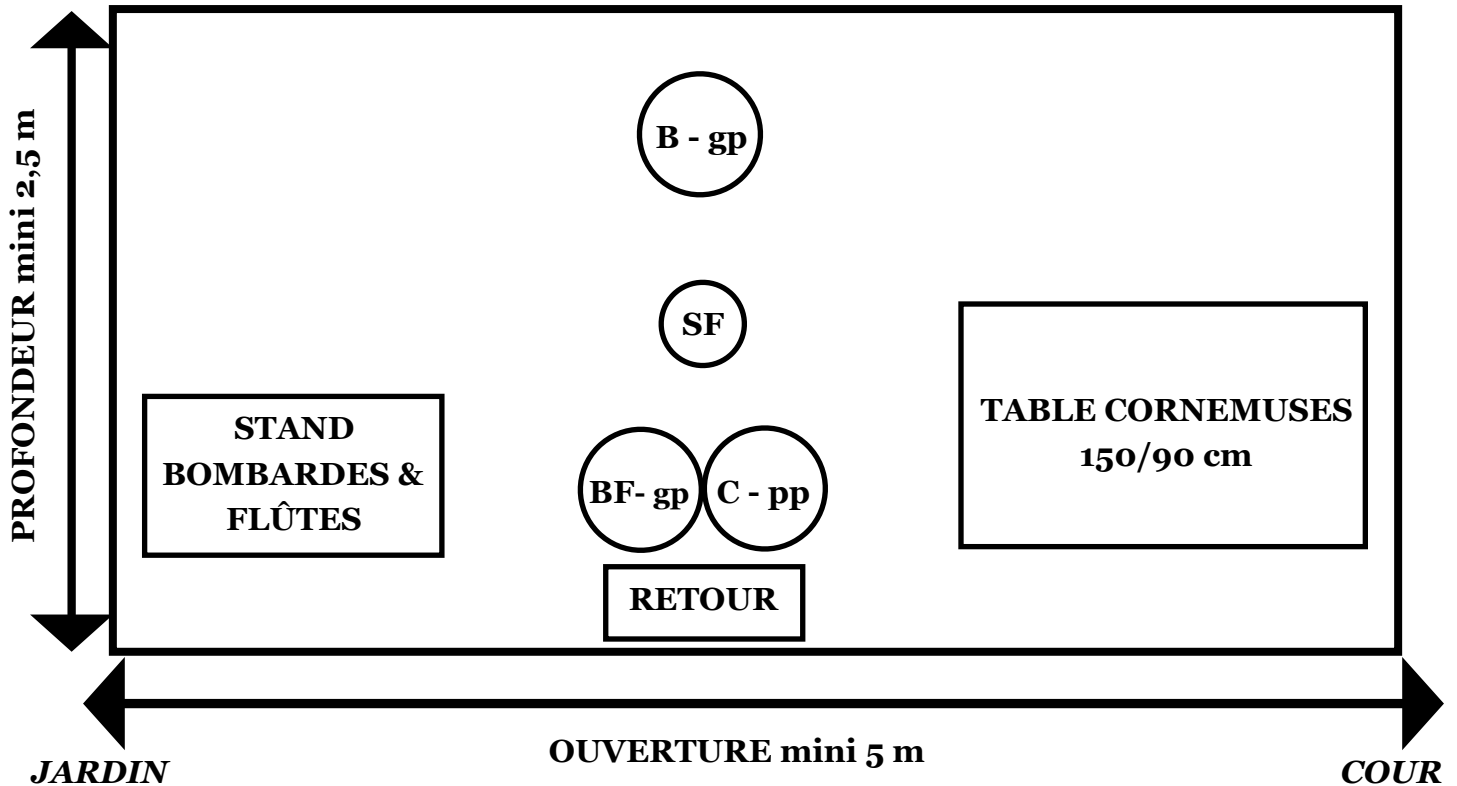 PROFONDEUR mini 2,5 m
B - gp
SF
STAND
BOMBARDES &
FLÛTES
BF- gp
C - pp
TABLE CORNEMUSES
150/90 cm
RETOUR
OUVERTURE mini 5 m
JARDIN
COUR